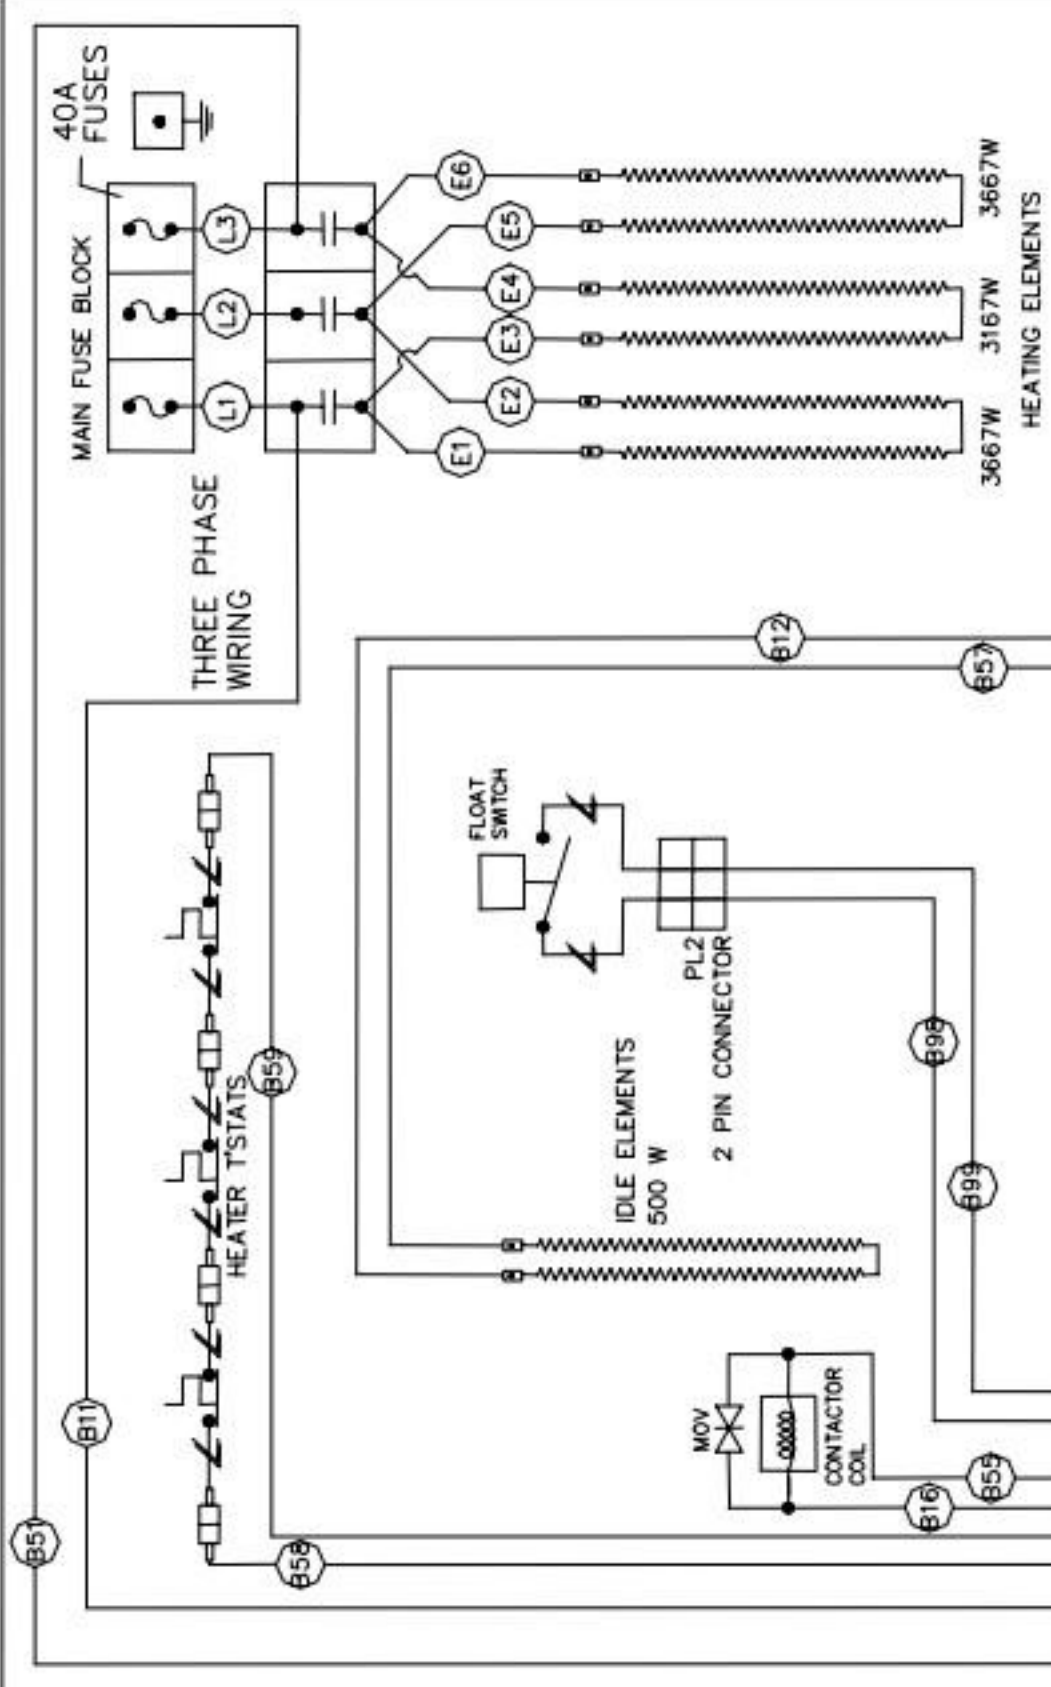 40A
FUSES
MAIN FUSE BLOCK
L3
L2
L1
THREE PHASE
WIRING
E6
E5
E4
E3
E2
E1
3667W
3167W
3667W
HEATING ELEMENTS
B12
B57
FLOAT
SWITCH
PL2
2 PIN CONNECTOR
B98
B99
IDLE ELEMENTS
500 W
B59
HEATER T'STATS
B11
B51
B58
MOV
CONTACTOR
COIL
B55
B16